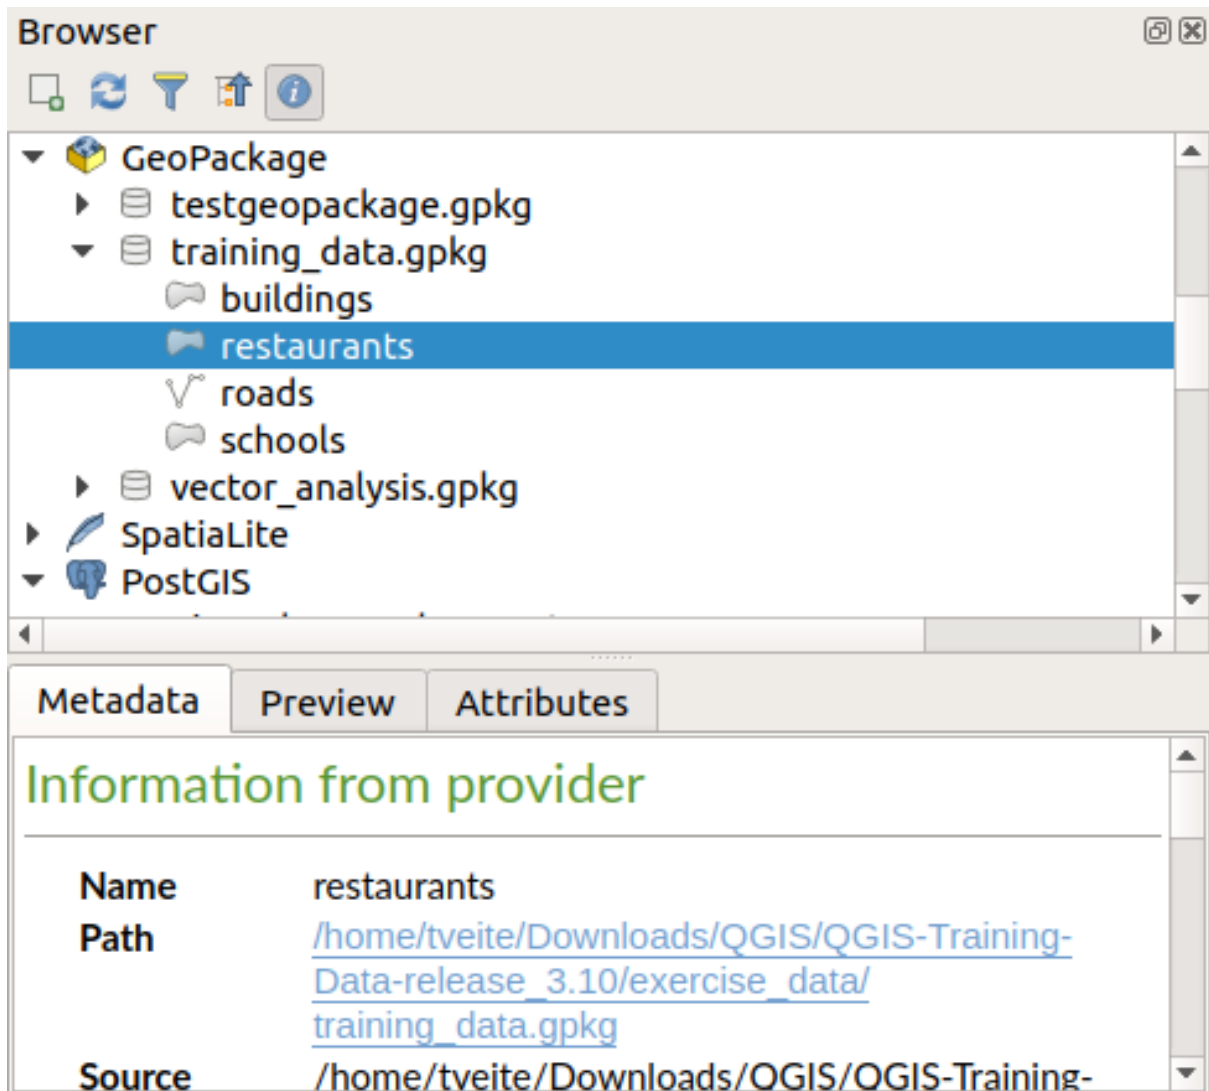 Browser
GeoPackage
testgeopackage.gpkg
training_data.gpkg
buildings
restaurants
roads
schools
vector_analysis.gpkg
SpatiaLite
PostGIS
Metadata Preview Attributes
Information from provider
Name restaurants
Path /home/tveite/Downloads/QGIS/QGIS-Training-
Data-release_3.10/exercise_data/
training_data.gpkg
Source /home/tveite/Downloads/QGIS/QGIS-Training-